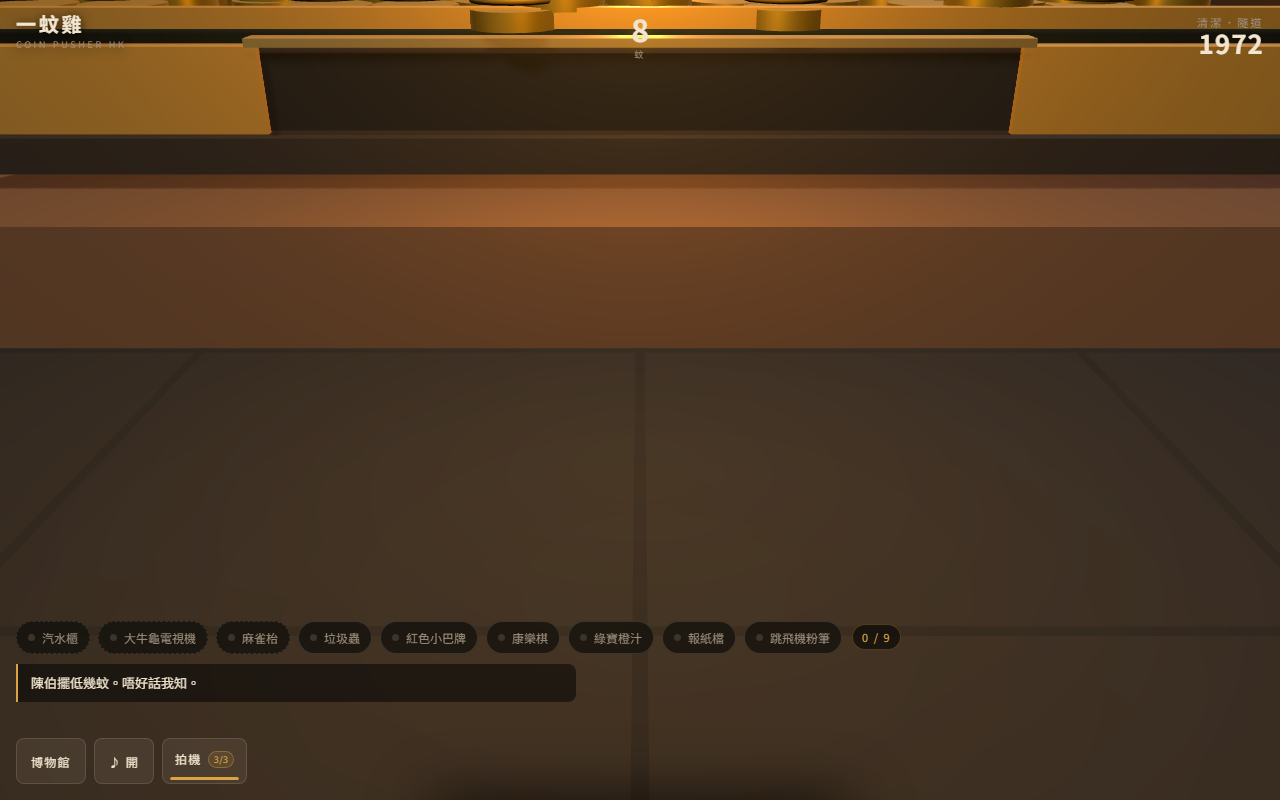 一蚊雞
COIN PUSHER HK
8
蚊
清潔·隧道
1972
汽水櫃
大牛龜電視機
麻雀枱
垃圾蟲
紅色小巴牌
康樂棋
綠寶橙汁
報紙檔
跳飛機粉筆
0 / 9
陳伯擺低幾蚊。唔好話我知。
博物館
♪ 開
拍機 3/3